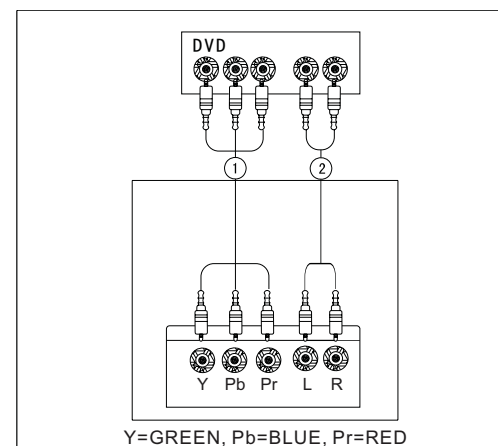 DVD
1 2
Y Pb Pr L R
Y=GREEN, Pb=BLUE, Pr=RED